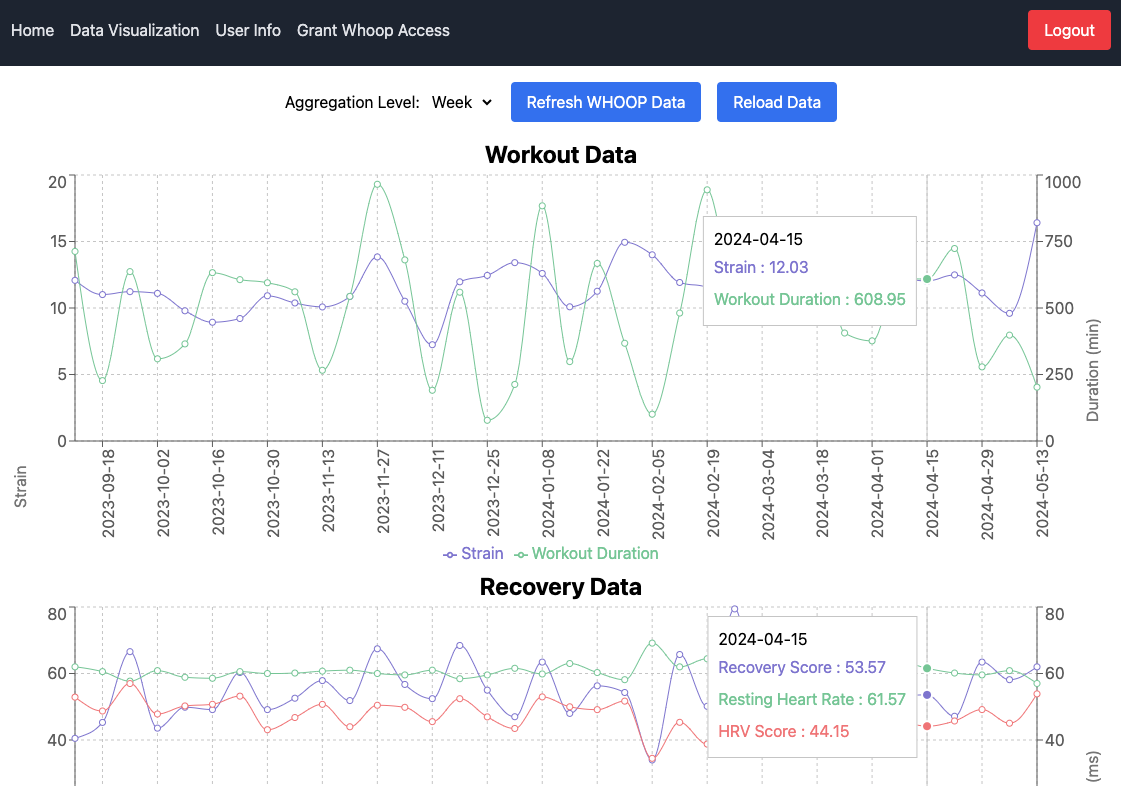 Home Data Visualization User Info Grant Whoop Access Logout
Aggregation Level: Week Refresh WHOOP Data Reload Data
Workout Data
20 1000
15 750
10 500
5 250
0 0
2024-04-15
Strain : 12.03
Workout Duration : 608.95
Strain
Duration (min)
2023-09-18 2023-10-02 2023-10-16 2023-10-30 2023-11-13 2023-11-27 2023-12-11 2023-12-25 2024-01-08 2024-01-22 2024-02-05 2024-02-19 2024-03-04 2024-03-18 2024-04-01 2024-04-15 2024-04-29 2024-05-13
Strain Workout Duration
Recovery Data
80 80
60 60
40 40
2024-04-15
Recovery Score : 53.57
Resting Heart Rate : 61.57
HRV Score : 44.15
(ms)